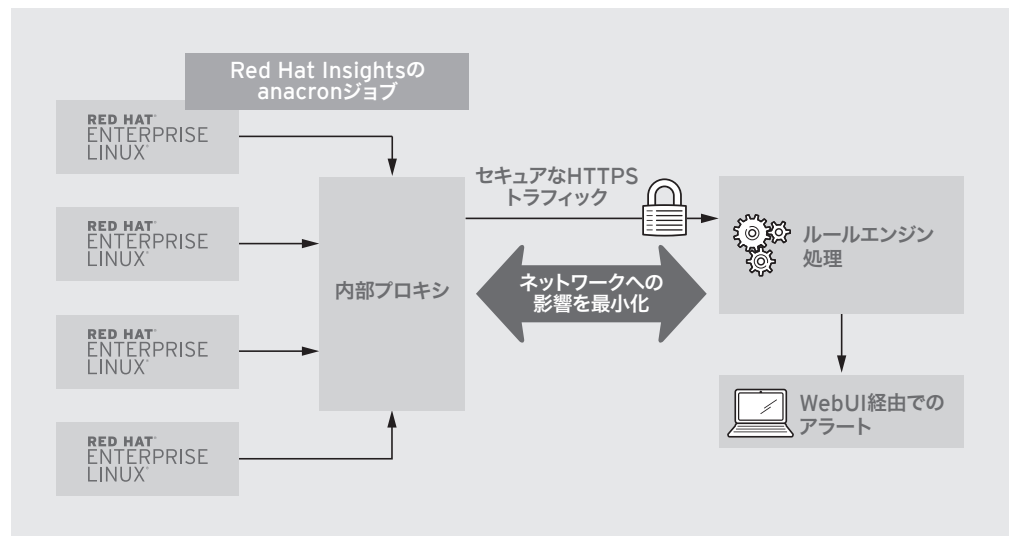 Red Hat Insightsの
anacronジョブ
RED HAT®
ENTERPRISE
LINUX®
RED HAT®
ENTERPRISE
LINUX®
RED HAT®
ENTERPRISE
LINUX®
RED HAT®
ENTERPRISE
LINUX®
内部プロキシ
セキュアなHTTPS
トラフィック
ネットワークへの
影響を最小化
ルールエンジン
処理
WebUI経由での
アラート